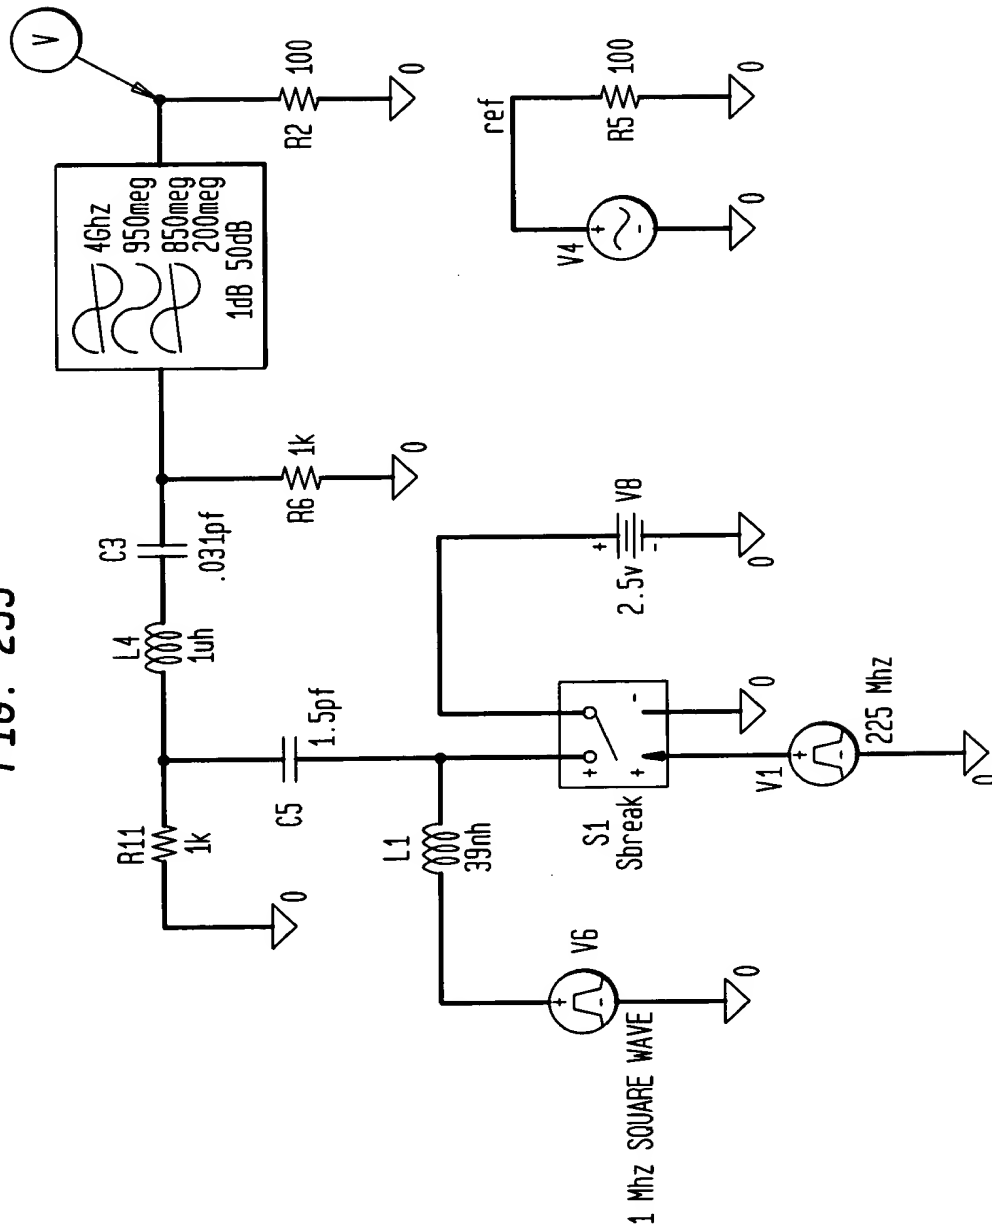 V
4Ghz
950meg
850meg
200meg
1dB 50dB
R2 100
0
ref
V4
+
-
0
R5 100
0
C3
.031pf
R6 1k
0
L4
1uh
R11
1k
0
C5 1.5pf
L1
39nh
S1
Sbreak
+
+ -
0
+
-
2.5v V8
0
V1
+
-
225 Mhz
0
V6
+
-
1 Mhz SQUARE WAVE
0